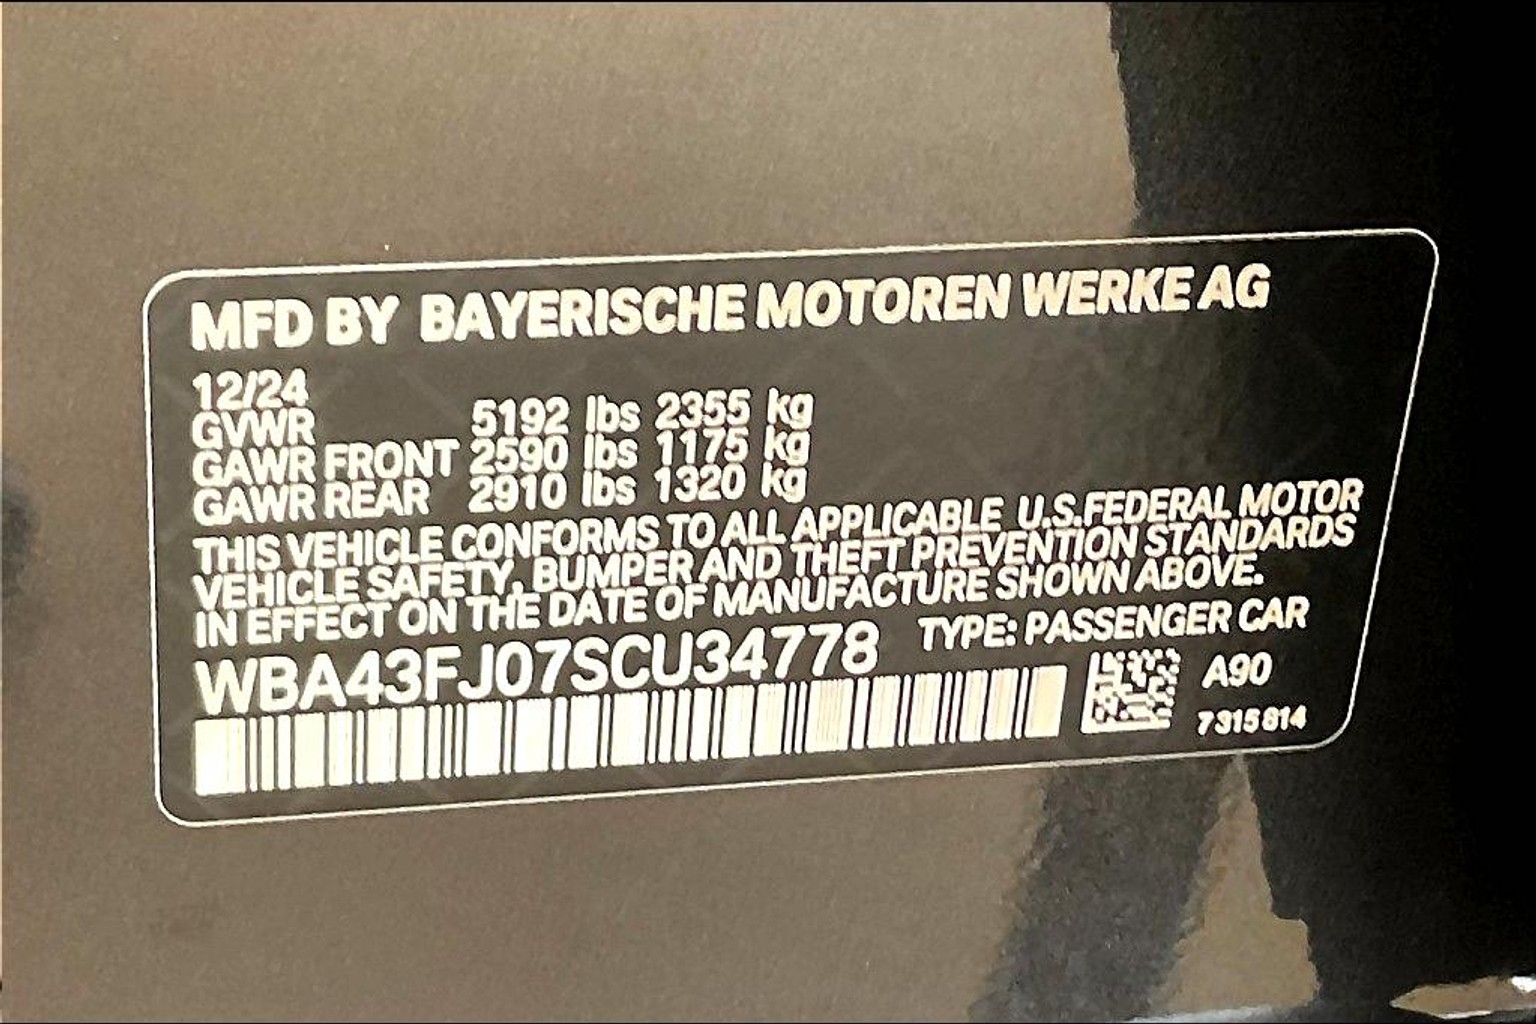 MFD BY BAYERISCHE MOTOREN WERKE AG
12/24
GVWR 5192 lbs 2355 kg
GAWR FRONT 2590 lbs 1175 kg
GAWR REAR 2910 lbs 1320 kg
THIS VEHICLE CONFORMS TO ALL APPLICABLE U.S.FEDERAL MOTOR
VEHICLE SAFETY, BUMPER AND THEFT PREVENTION STANDARDS
IN EFFECT ON THE DATE OF MANUFACTURE SHOWN ABOVE.
WBA43FJ07SCU34778 TYPE: PASSENGER CAR
A90
7315814